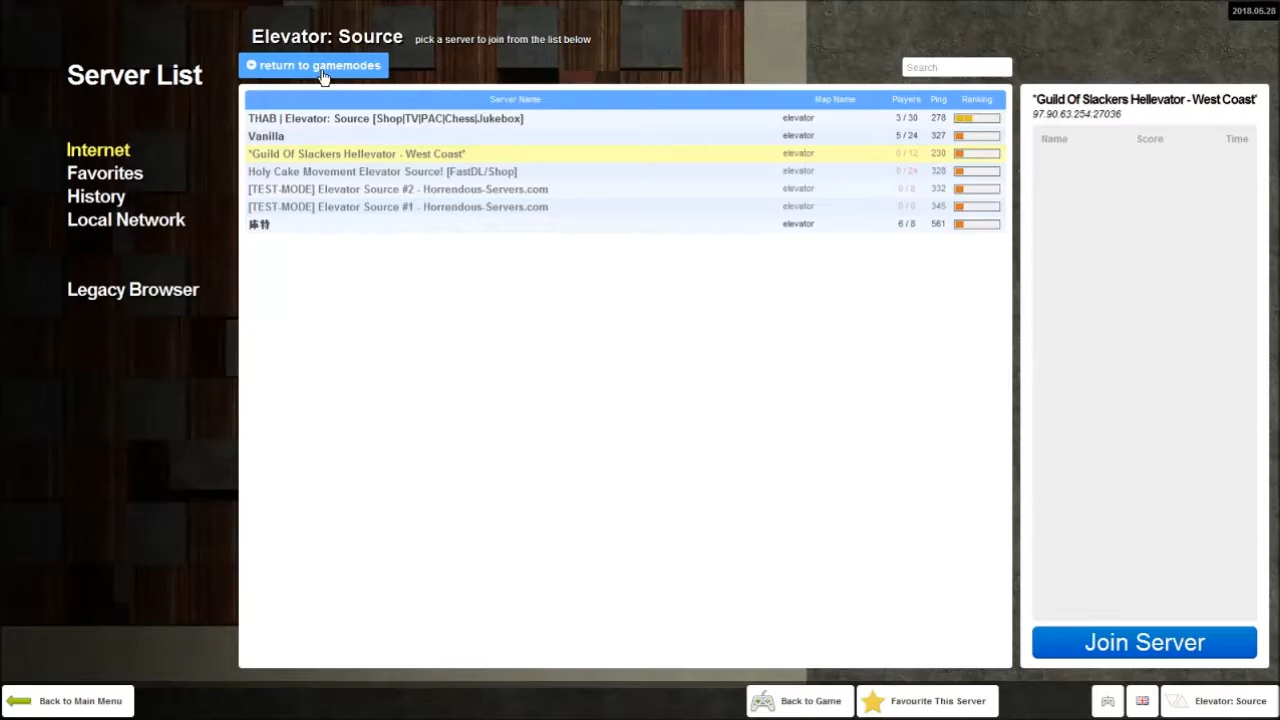 2018.05.28
Elevator: Source pick a server to join from the list below
return to gamemodes
Search
Server List
Internet
Favorites
History
Local Network
Legacy Browser
Server Name Map Name Players Ping Ranking
THAB | Elevator: Source [Shop|TV|PAC|Chess|Jukebox] elevator 3 / 30 278
Vanilla elevator 5 / 24 327
*Guild Of Slackers Hellevator - West Coast* elevator 0 / 12 230
Holy Cake Movement Elevator Source! [FastDL/Shop] elevator 0 / 24 328
[TEST-MODE] Elevator Source #2 - Horrendous-Servers.com elevator 0 / 8 332
[TEST-MODE] Elevator Source #1 - Horrendous-Servers.com elevator 0 / 8 345
庫特 elevator 6 / 8 561
*Guild Of Slackers Hellevator - West Coast*
97.90.63.254:27036
Name Score Time
Join Server
Back to Main Menu
Back to Game
Favourite This Server
Elevator: Source